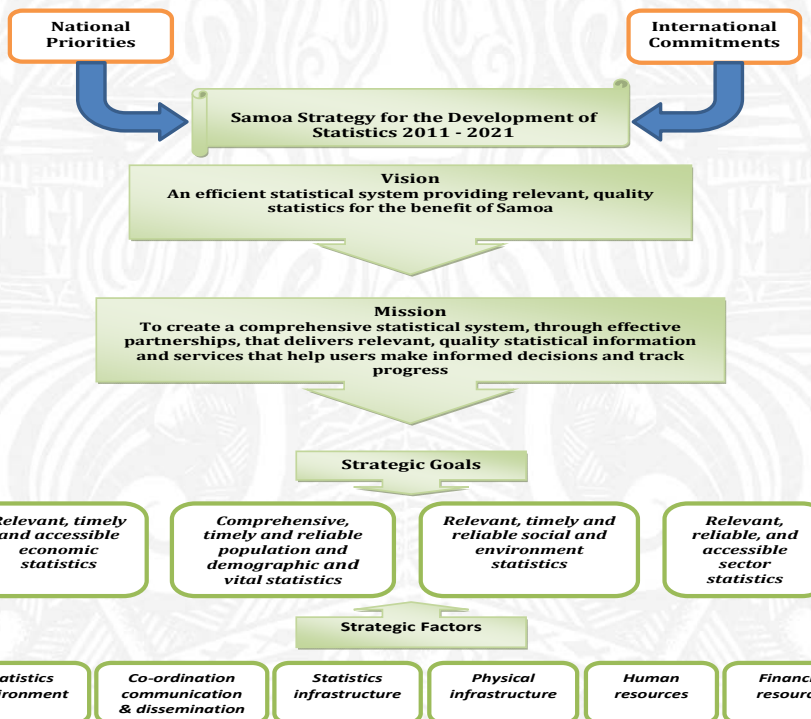 National
Priorities
International
Commitments
Samoa Strategy for the Development of
Statistics 2011 - 2021
Vision
An efficient statistical system providing relevant, quality
statistics for the benefit of Samoa
Mission
To create a comprehensive statistical system, through effective
partnerships, that delivers relevant, quality statistical information
and services that help users make informed decisions and track
progress
Strategic Goals
Relevant, timely
and accessible
economic
statistics
Comprehensive,
timely and reliable
population and
demographic and
vital statistics
Relevant, timely and
reliable social and
environment
statistics
Relevant,
reliable, and
accessible
sector
statistics
Strategic Factors
Co-ordination
communication
& dissemination
Statistics
infrastructure
Physical
infrastructure
Human
resources